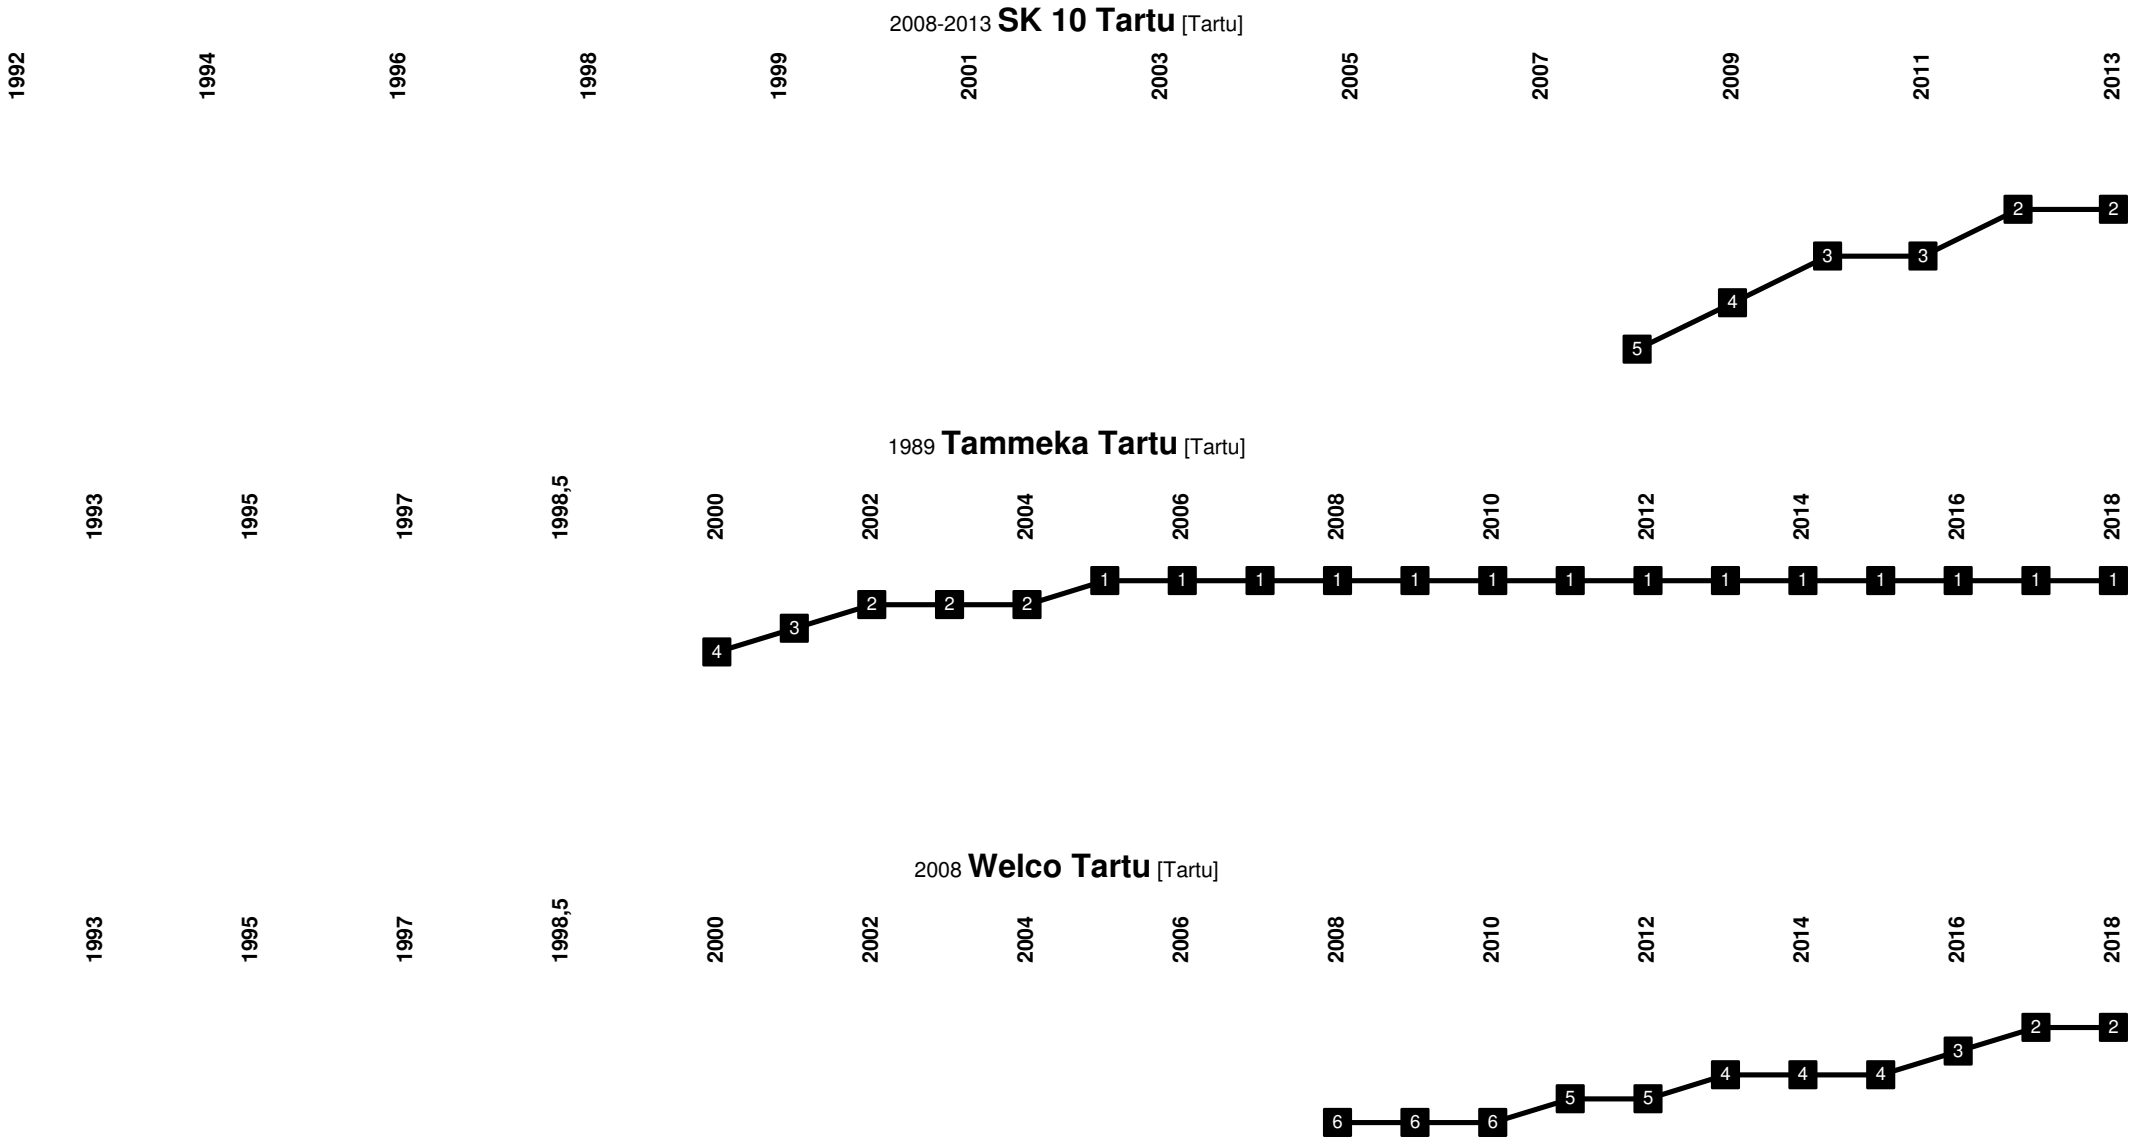 2008-2013 SK 10 Tartu [Tartu]
1992 1994 1996 1998 1999 2001 2003 2005 2007 2009 2011 2013
5 4 3 3 2 2
1989 Tammeka Tartu [Tartu]
1993 1995 1997 1998,5 2000 2002 2004 2006 2008 2010 2012 2014 2016 2018
4 3 2 2 2 1 1 1 1 1 1 1 1 1 1 1 1 1 1
2008 Welco Tartu [Tartu]
1993 1995 1997 1998,5 2000 2002 2004 2006 2008 2010 2012 2014 2016 2018
6 6 6 5 5 4 4 4 3 2 2